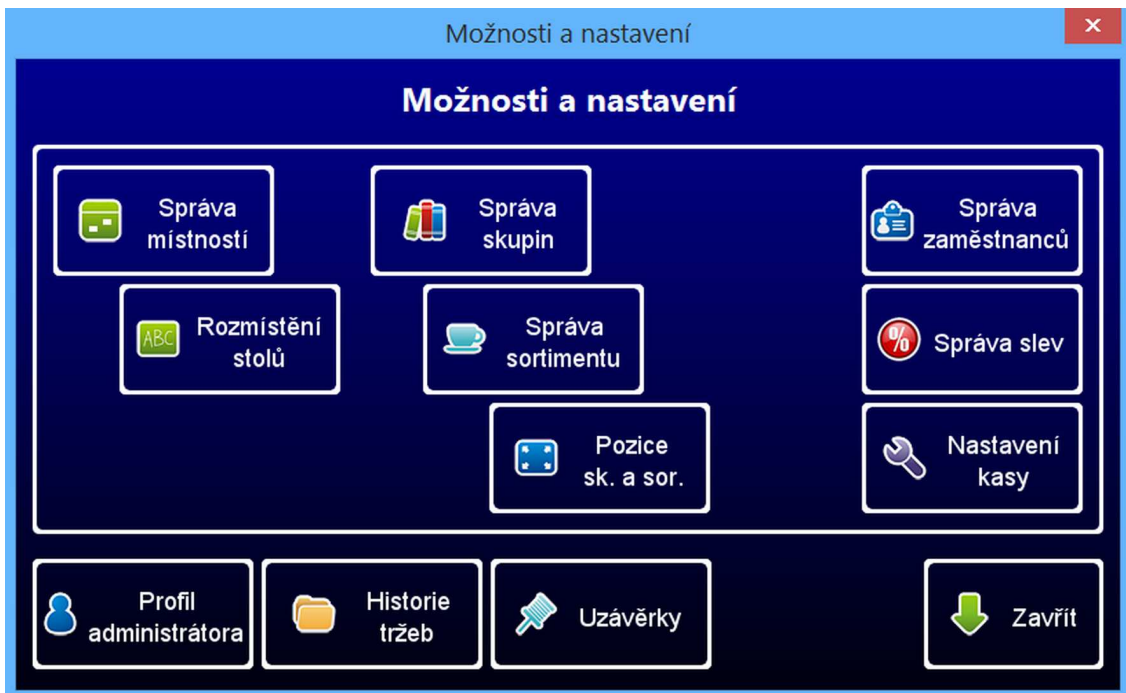 Možnosti a nastavení
Možnosti a nastavení
Správa
místností
Správa
skupin
Správa
zaměstnanců
ABC
Rozmístění
stolů
Správa
sortimentu
%
Správa slev
Pozice
sk. a sor.
Nastavení
kasy
Profil
administrátora
Historie
tržeb
Uzávěrky
Zavřít